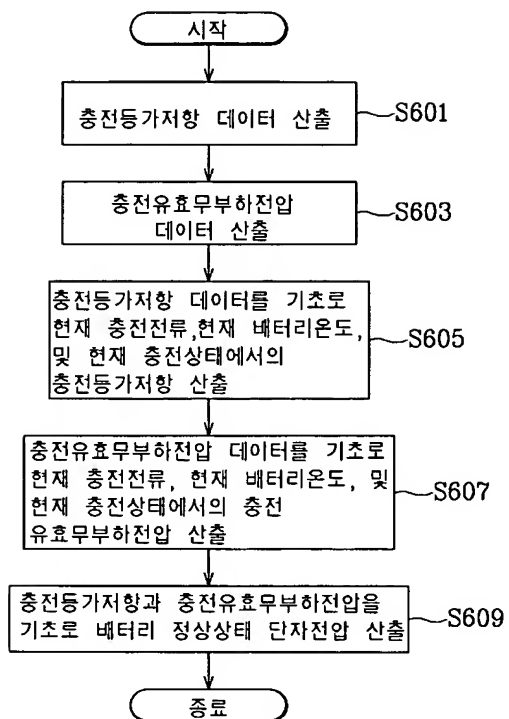 시작
충전등가저항 데이터 산출
S601
충전유효무부하전압
데이터 산출
S603
충전등가저항 데이터를 기초로
현재 충전전류,현재 배터리온도,
및 현재 충전상태에서의
충전등가저항 산출
S605
충전유효무부하전압 데이터를 기초로
현재 충전전류, 현재 배터리온도, 및
현재 충전상태에서의 충전
유효무부하전압 산출
S607
충전등가저항과 충전유효무부하전압을
기초로 배터리 정상상태 단자전압 산출
S609
종료